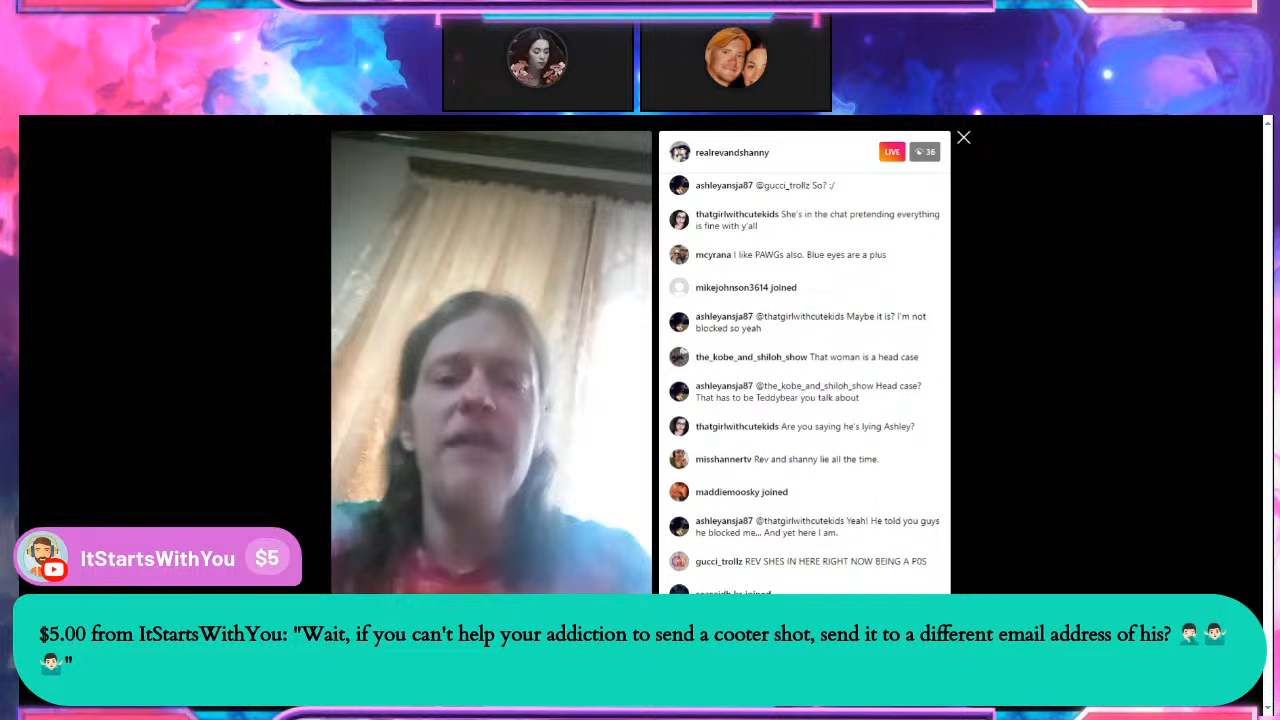 realrevandshanny
LIVE
36
ashleyansja87 @gucci_trollz So? :/
thatgirlwithcutekids She's in the chat pretending everything
is fine with y'all
mcyrana I like PAWGs also. Blue eyes are a plus
mikejohnson3614 joined
ashleyansja87 @thatgirlwithcutekids Maybe it is? I'm not
blocked so yeah
the_kobe_and_shiloh_show That woman is a head case
ashleyansja87 @the_kobe_and_shiloh_show Head case?
That has to be Teddybear you talk about
thatgirlwithcutekids Are you saying he's lying Ashley?
misshannertv Rev and shanny lie all the time.
maddiemoosky joined
ashleyansja87 @thatgirlwithcutekids Yeah! He told you guys
he blocked me... And yet here I am.
gucci_trollz REV SHES IN HERE RIGHT NOW BEING A P0S
joined
ItStartsWithYou $5
$5.00 from ItStartsWithYou: "Wait, if you can't help your addiction to send a cooter shot, send it to a different email address of his? 🤦🏻‍♂️🤷🏻‍♂️
🤷🏻‍♂️"